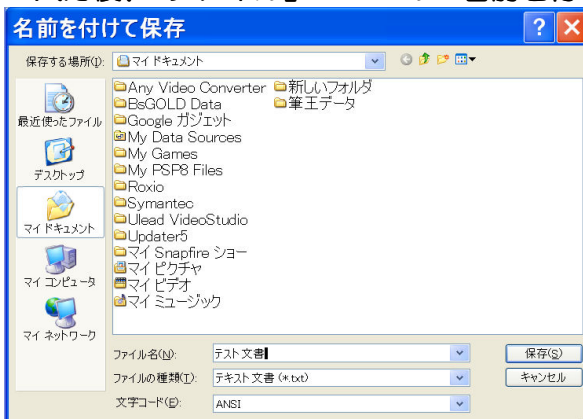 名前を付けて保存
保存する場所(I): マイ ドキュメント
最近使ったファイル
デスクトップ
マイ ドキュメント
マイ コンピュータ
マイ ネットワーク
Any Video Converter
BsGOLD Data
Google ガジェット
My Data Sources
My Games
My PSP8 Files
Roxio
Symantec
Ulead VideoStudio
Updater5
マイ Snapfire ショー
マイ ピクチャ
マイ ビデオ
マイ ミュージック
新しいフォルダ
筆王データ
ファイル名(N): テスト文書
保存(S)
ファイルの種類(T): テキスト文書 (*.txt)
キャンセル
文字コード(E): ANSI